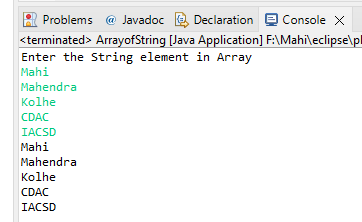 Problems @ Javadoc Declaration Console
<terminated> ArrayofString [Java Application] F:\Mahi\eclipse\
Enter the String element in Array
Mahi
Mahendra
Kolhe
CDAC
IACSD
Mahi
Mahendra
Kolhe
CDAC
IACSD